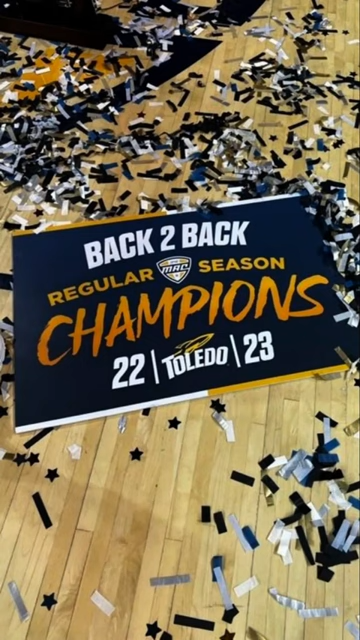 BACK 2 BACK
REGULAR MAC SEASON
CHAMPIONS
22 | TOLEDO | 23